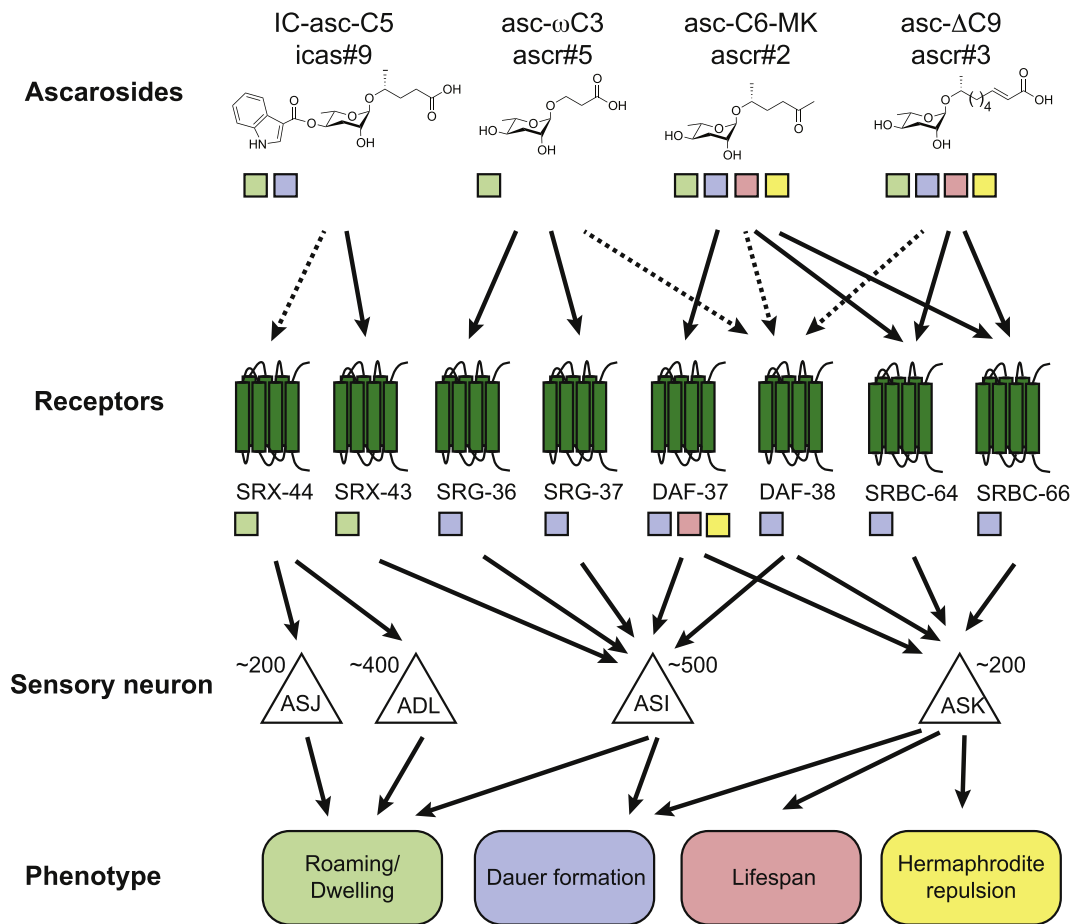 IC-asc-C5 asc-ωC3 asc-C6-MK asc-ΔC9
icas#9 ascr#5 ascr#2 ascr#3
Ascarosides
O OH O O HN O O O OH
O OH O HO O O OH
O O HO O OH
O 4 O OH HO O OH
Receptors
SRX-44 SRX-43 SRG-36 SRG-37 DAF-37 DAF-38 SRBC-64 SRBC-66
~200 ~400 ~500 ~200
Sensory neuron
ASJ ADL ASI ASK
Phenotype
Roaming/
Dwelling
Dauer formation
Lifespan
Hermaphrodite
repulsion